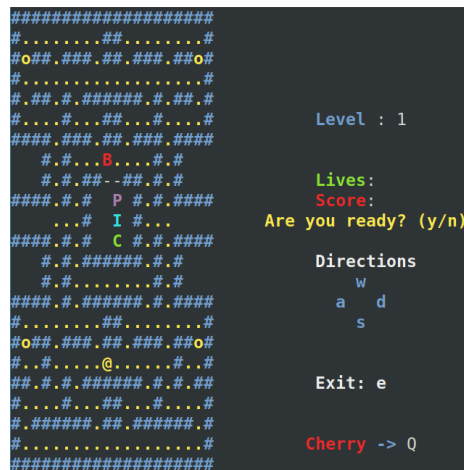 ####################
#........##........#
#o##.###.##.###.##o#
#..................#
#.##.#.######.#.##.#
#....#...##...#....#          Level : 1
####.###.##.###.####
   #.#...B....#.#
   #.#.##--##.#.#             Lives:
####.#.#  P #.#.####          Score:
    ...#  I #...         Are you ready? (y/n)
####.#.#  C #.#.####
   #.#.######.#.#             Directions
   #.#........#.#                 w
####.#.######.#.####            a   d
#........##........#              s
#o##.###.##.###.##o#
#..#.....@......#..#
##.#.#.######.#.#.##          Exit: e
#....#...##...#....#
#.######.##.######.#
#..................#         Cherry -> Q
####################